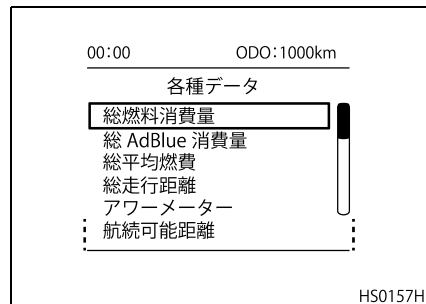 00:00 ODO:1000km
各種データ
総燃料消費量
総 AdBlue 消費量
総平均燃費
総走行距離
アワーメーター
航続可能距離
HS0157H